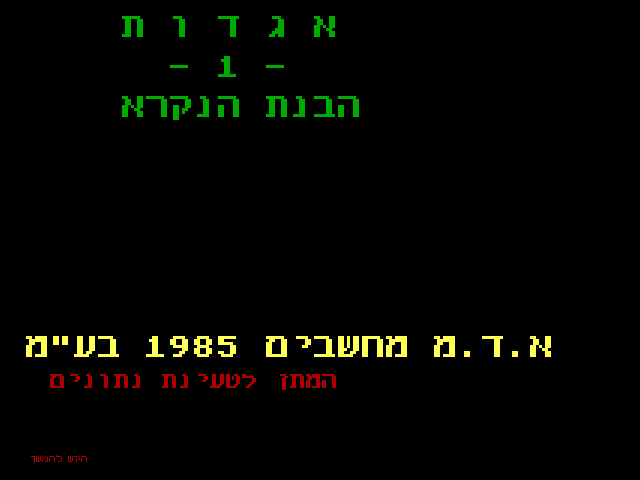 א ג ד ו ת
- 1 -
הבנת הנקרא
א.ד.מ מחשבים 1985 בע"מ
המתן לטעינת נתונים
הקש להמשך